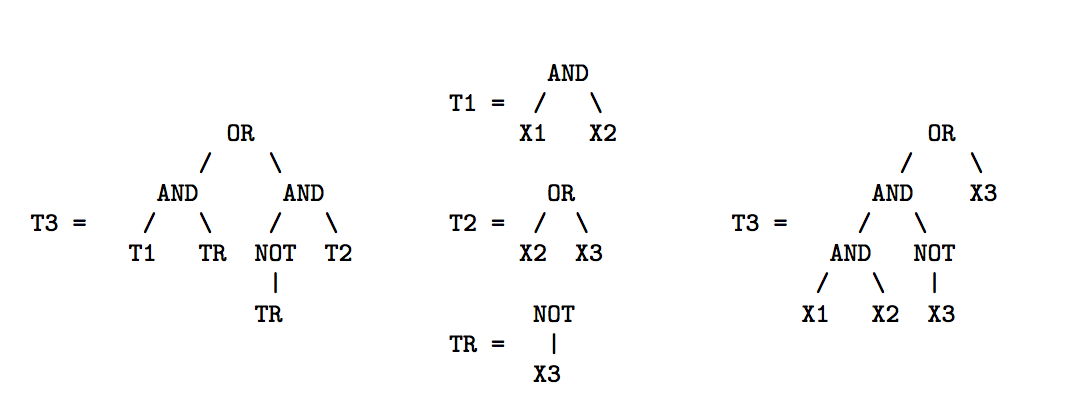 AND
T1 = / \
X1 X2
OR OR
/ \ / \
AND AND OR AND X3
T3 = / \ / \ T2 = / \ T3 = / \
T1 TR NOT T2 X2 X3 AND NOT
| / \ |
TR NOT X1 X2 X3
TR = |
X3